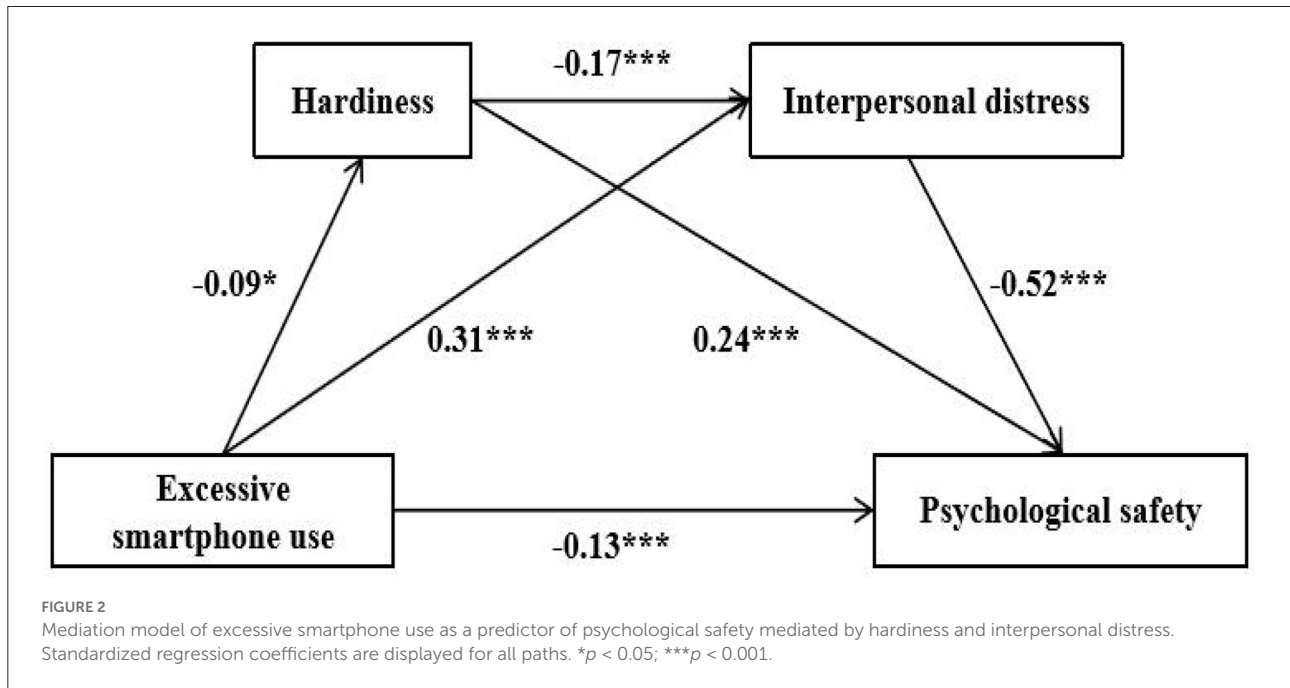 -0.17***
Hardiness
Interpersonal distress
-0.09*
0.31***
0.24***
-0.52***
Excessive
smartphone use
-0.13***
Psychological safety
FIGURE 2
Mediation model of excessive smartphone use as a predictor of psychological safety mediated by hardiness and interpersonal distress.
Standardized regression coefficients are displayed for all paths. *p < 0.05; ***p < 0.001.